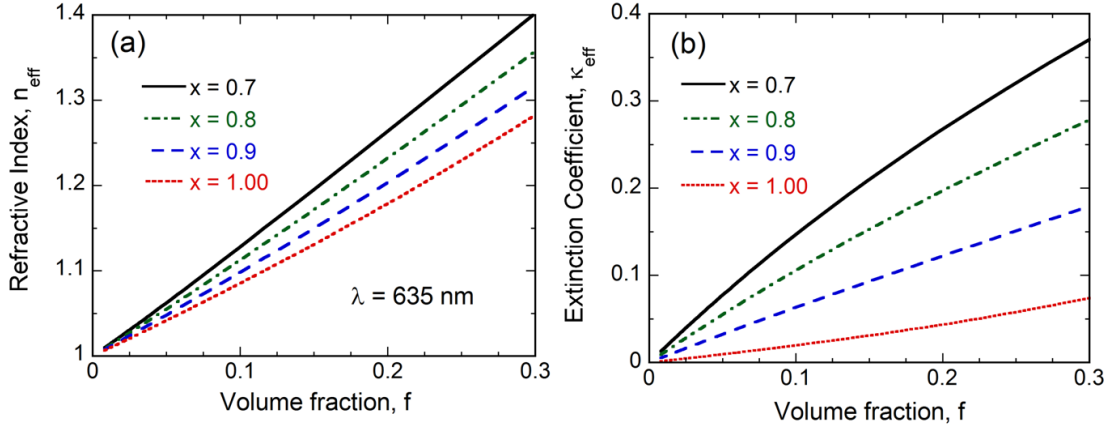 (a)
x = 0.7
x = 0.8
x = 0.9
x = 1.00
λ = 635 nm
Refractive Index, n_eff
1.4
1.3
1.2
1.1
1
0
0.1
0.2
0.3
Volume fraction, f
(b)
x = 0.7
x = 0.8
x = 0.9
x = 1.00
Extinction Coefficient, κ_eff
0.4
0.3
0.2
0.1
0
0
0.1
0.2
0.3
Volume fraction, f